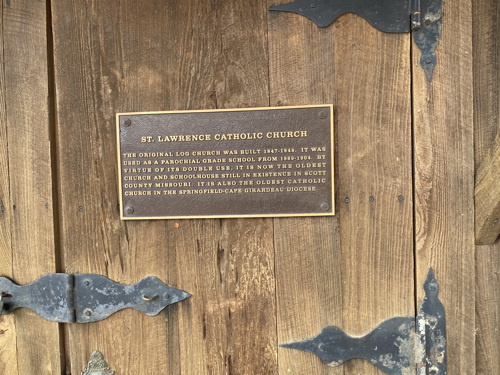 ST. LAWRENCE CATHOLIC CHURCH
THE ORIGINAL LOG CHURCH WAS BUILT 1847-1848. IT WAS
USED AS A PAROCHIAL GRADE SCHOOL FROM 1860-1904. BY
VIRTUE OF ITS DOUBLE USE, IT IS NOW THE OLDEST
CHURCH AND SCHOOLHOUSE STILL IN EXISTENCE IN SCOTT
COUNTY MISSOURI. IT IS ALSO THE OLDEST CATHOLIC
CHURCH IN THE SPRINGFIELD-CAPE GIRARDEAU DIOCESE